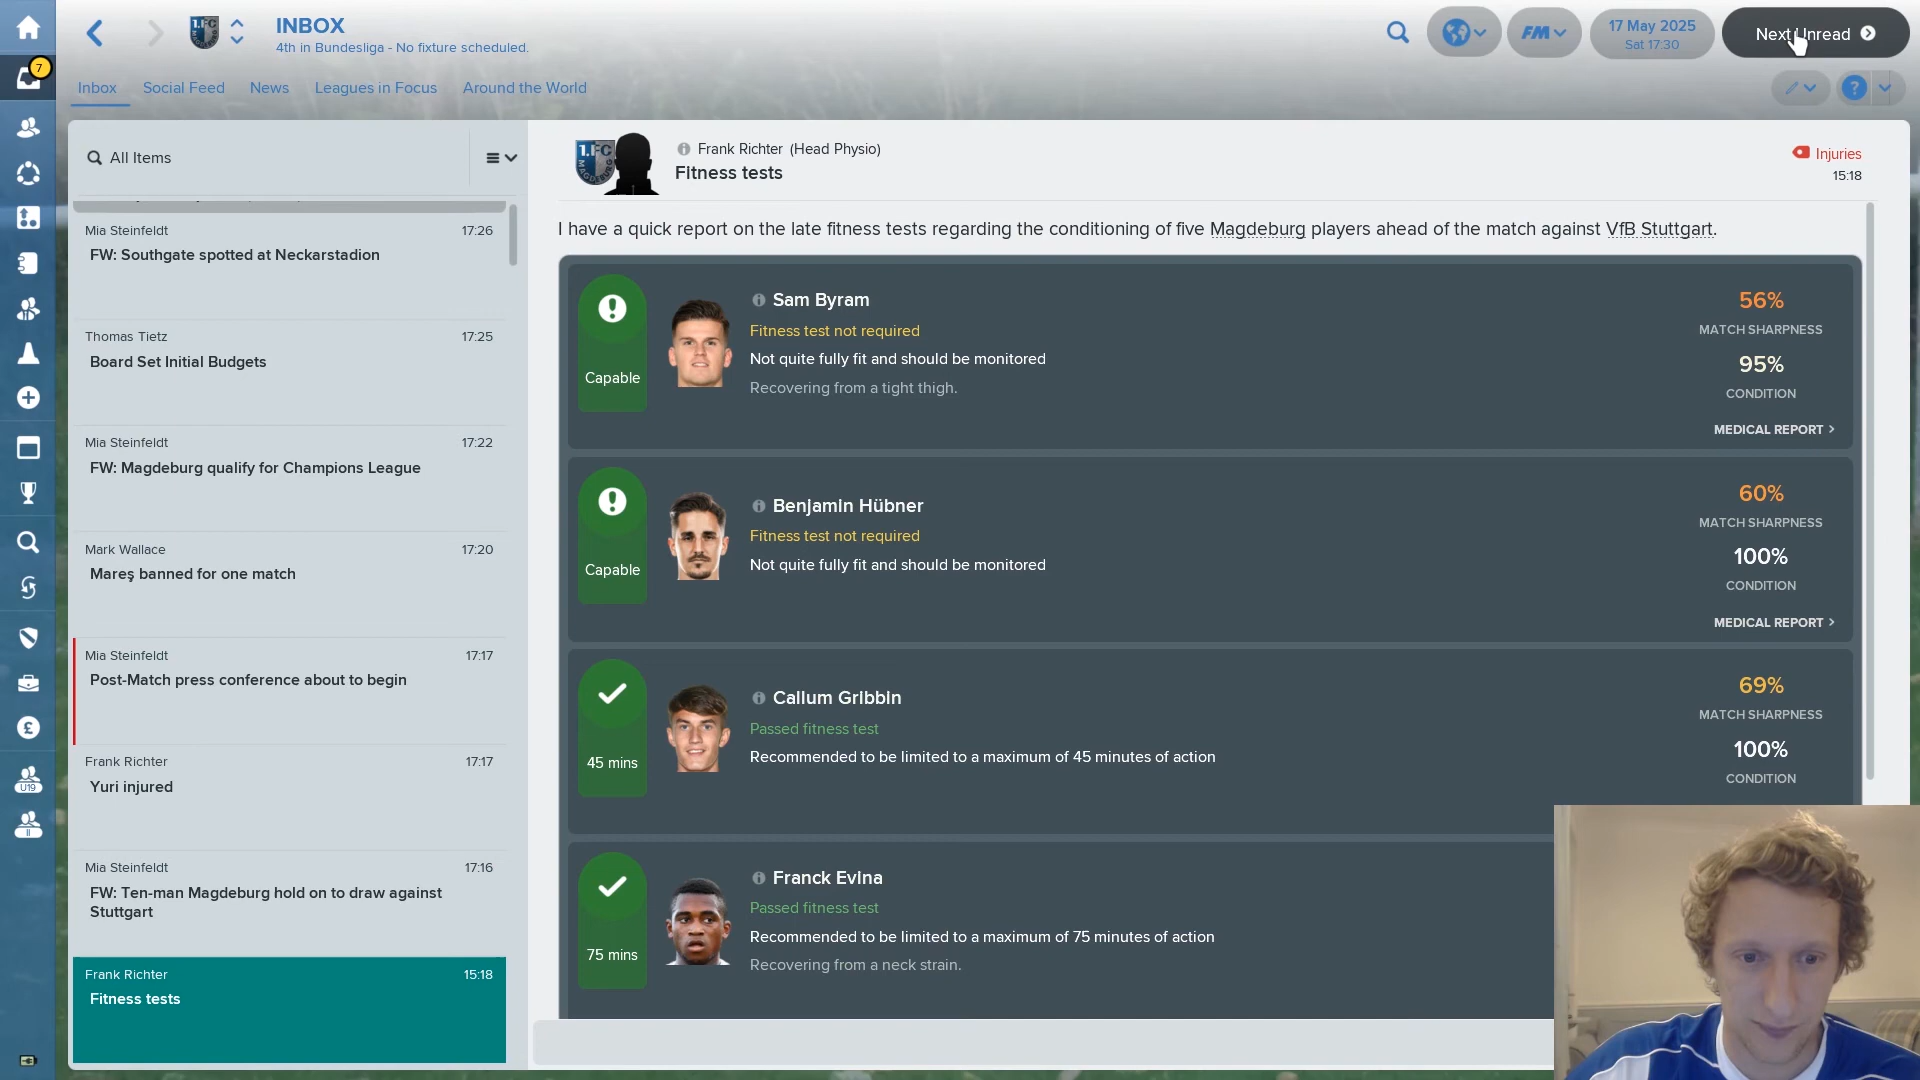 INBOX
4th in Bundesliga - No fixture scheduled.
FM
17 May 2025
Sat 17:30
Next Unread
7
Inbox
Social Feed
News
Leagues in Focus
Around the World
?
All Items
Mia Steinfeldt 17:26
FW: Southgate spotted at Neckarstadion
Thomas Tietz 17:25
Board Set Initial Budgets
Mia Steinfeldt 17:22
FW: Magdeburg qualify for Champions League
Mark Wallace 17:20
Mareş banned for one match
Mia Steinfeldt 17:17
Post-Match press conference about to begin
Frank Richter 17:17
Yuri injured
Mia Steinfeldt 17:16
FW: Ten-man Magdeburg hold on to draw against
Stuttgart
Frank Richter 15:18
Fitness tests
U19
II
1.FC
MAGDEBURG
Frank Richter (Head Physio)
Fitness tests
Injuries
15:18
I have a quick report on the late fitness tests regarding the conditioning of five Magdeburg players ahead of the match against VfB Stuttgart.
Capable
Sam Byram
Fitness test not required
Not quite fully fit and should be monitored
Recovering from a tight thigh.
56%
MATCH SHARPNESS
95%
CONDITION
MEDICAL REPORT >
Capable
Benjamin Hübner
Fitness test not required
Not quite fully fit and should be monitored
60%
MATCH SHARPNESS
100%
CONDITION
MEDICAL REPORT >
45 mins
Callum Gribbin
Passed fitness test
Recommended to be limited to a maximum of 45 minutes of action
69%
MATCH SHARPNESS
100%
CONDITION
75 mins
Franck Evina
Passed fitness test
Recommended to be limited to a maximum of 75 minutes of action
Recovering from a neck strain.